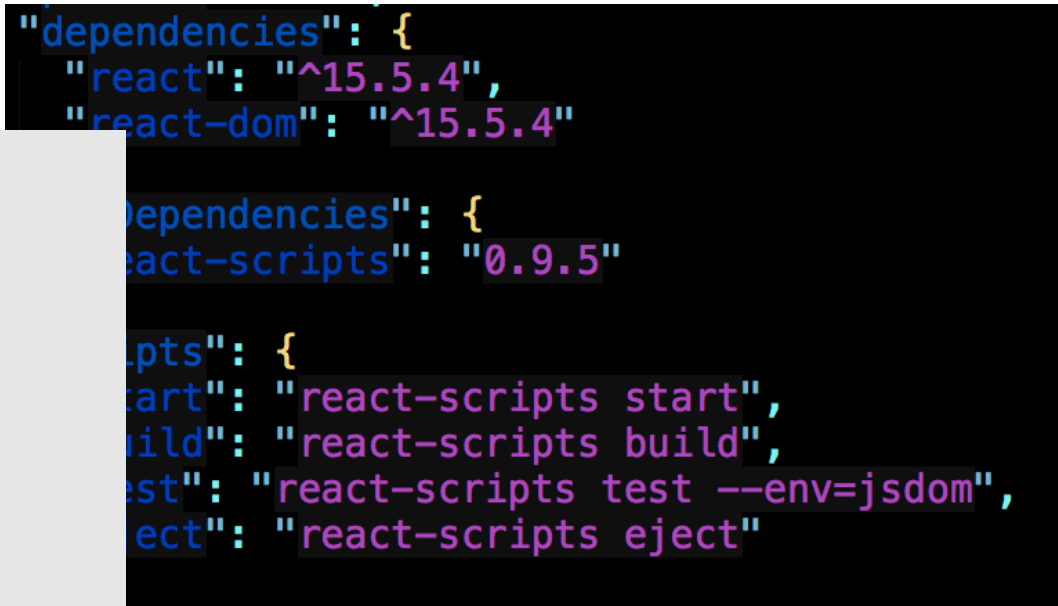 "dependencies": {
"react": "^15.5.4",
"react-dom": "^15.5.4"
Dependencies": {
eact-scripts": "0.9.5"
ipts": {
tart": "react-scripts start",
uild": "react-scripts build",
est": "react-scripts test --env=jsdom",
ect": "react-scripts eject"